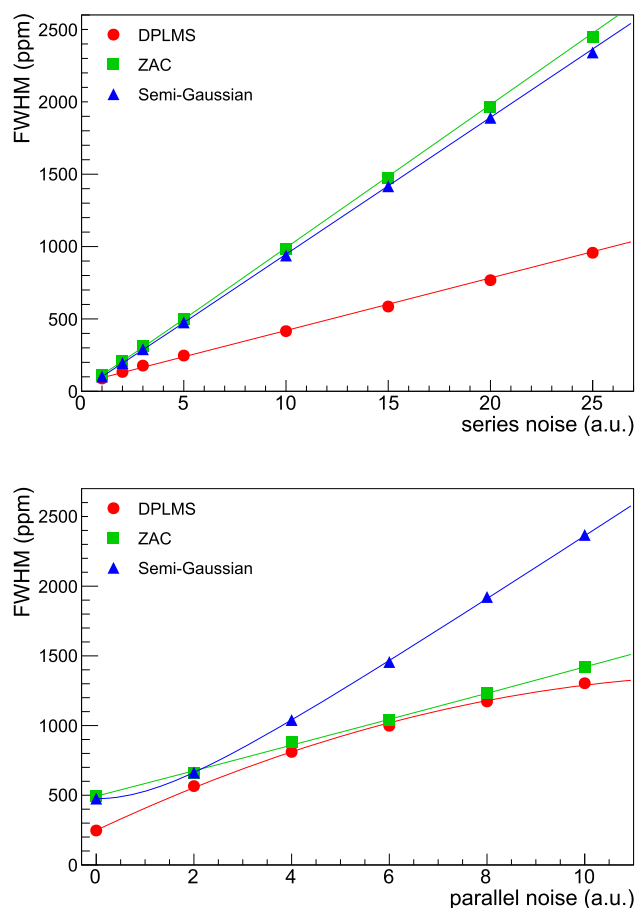 FWHM (ppm)
2500
2000
1500
1000
500
0
DPLMS
ZAC
Semi-Gaussian
0 5 10 15 20 25
series noise (a.u.)
FWHM (ppm)
2500
2000
1500
1000
500
0
DPLMS
ZAC
Semi-Gaussian
0 2 4 6 8 10
parallel noise (a.u.)